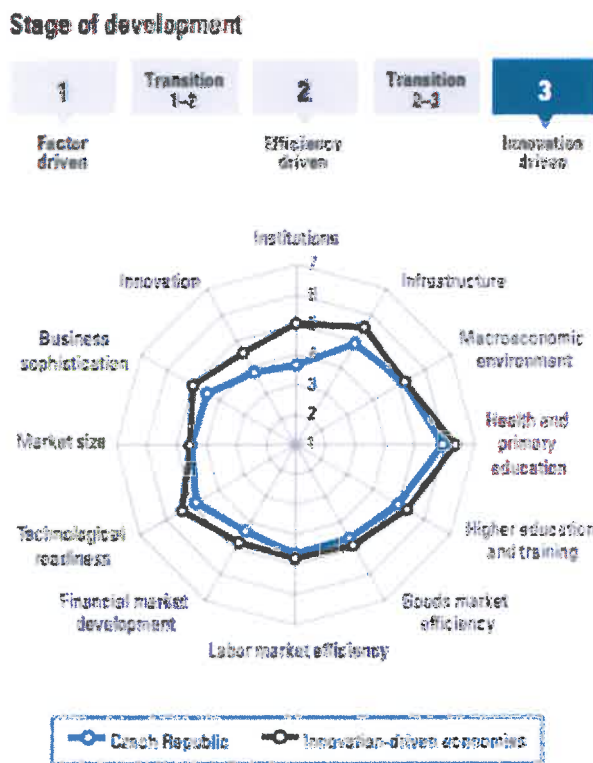 Stage of development
1
Transition
1–2
2
Transition
2–3
3
Factor
driven
Efficiency
driven
Innovation
driven
Institutions
7
6
5
4
3
2
1
Innovation
Infrastructure
Business
sophistication
Macroeconomic
environment
Market size
Health and
primary
education
Technological
readiness
Higher education
and training
Financial market
development
Goods market
efficiency
Labor market efficiency
Czech Republic
Innovation-driven economies